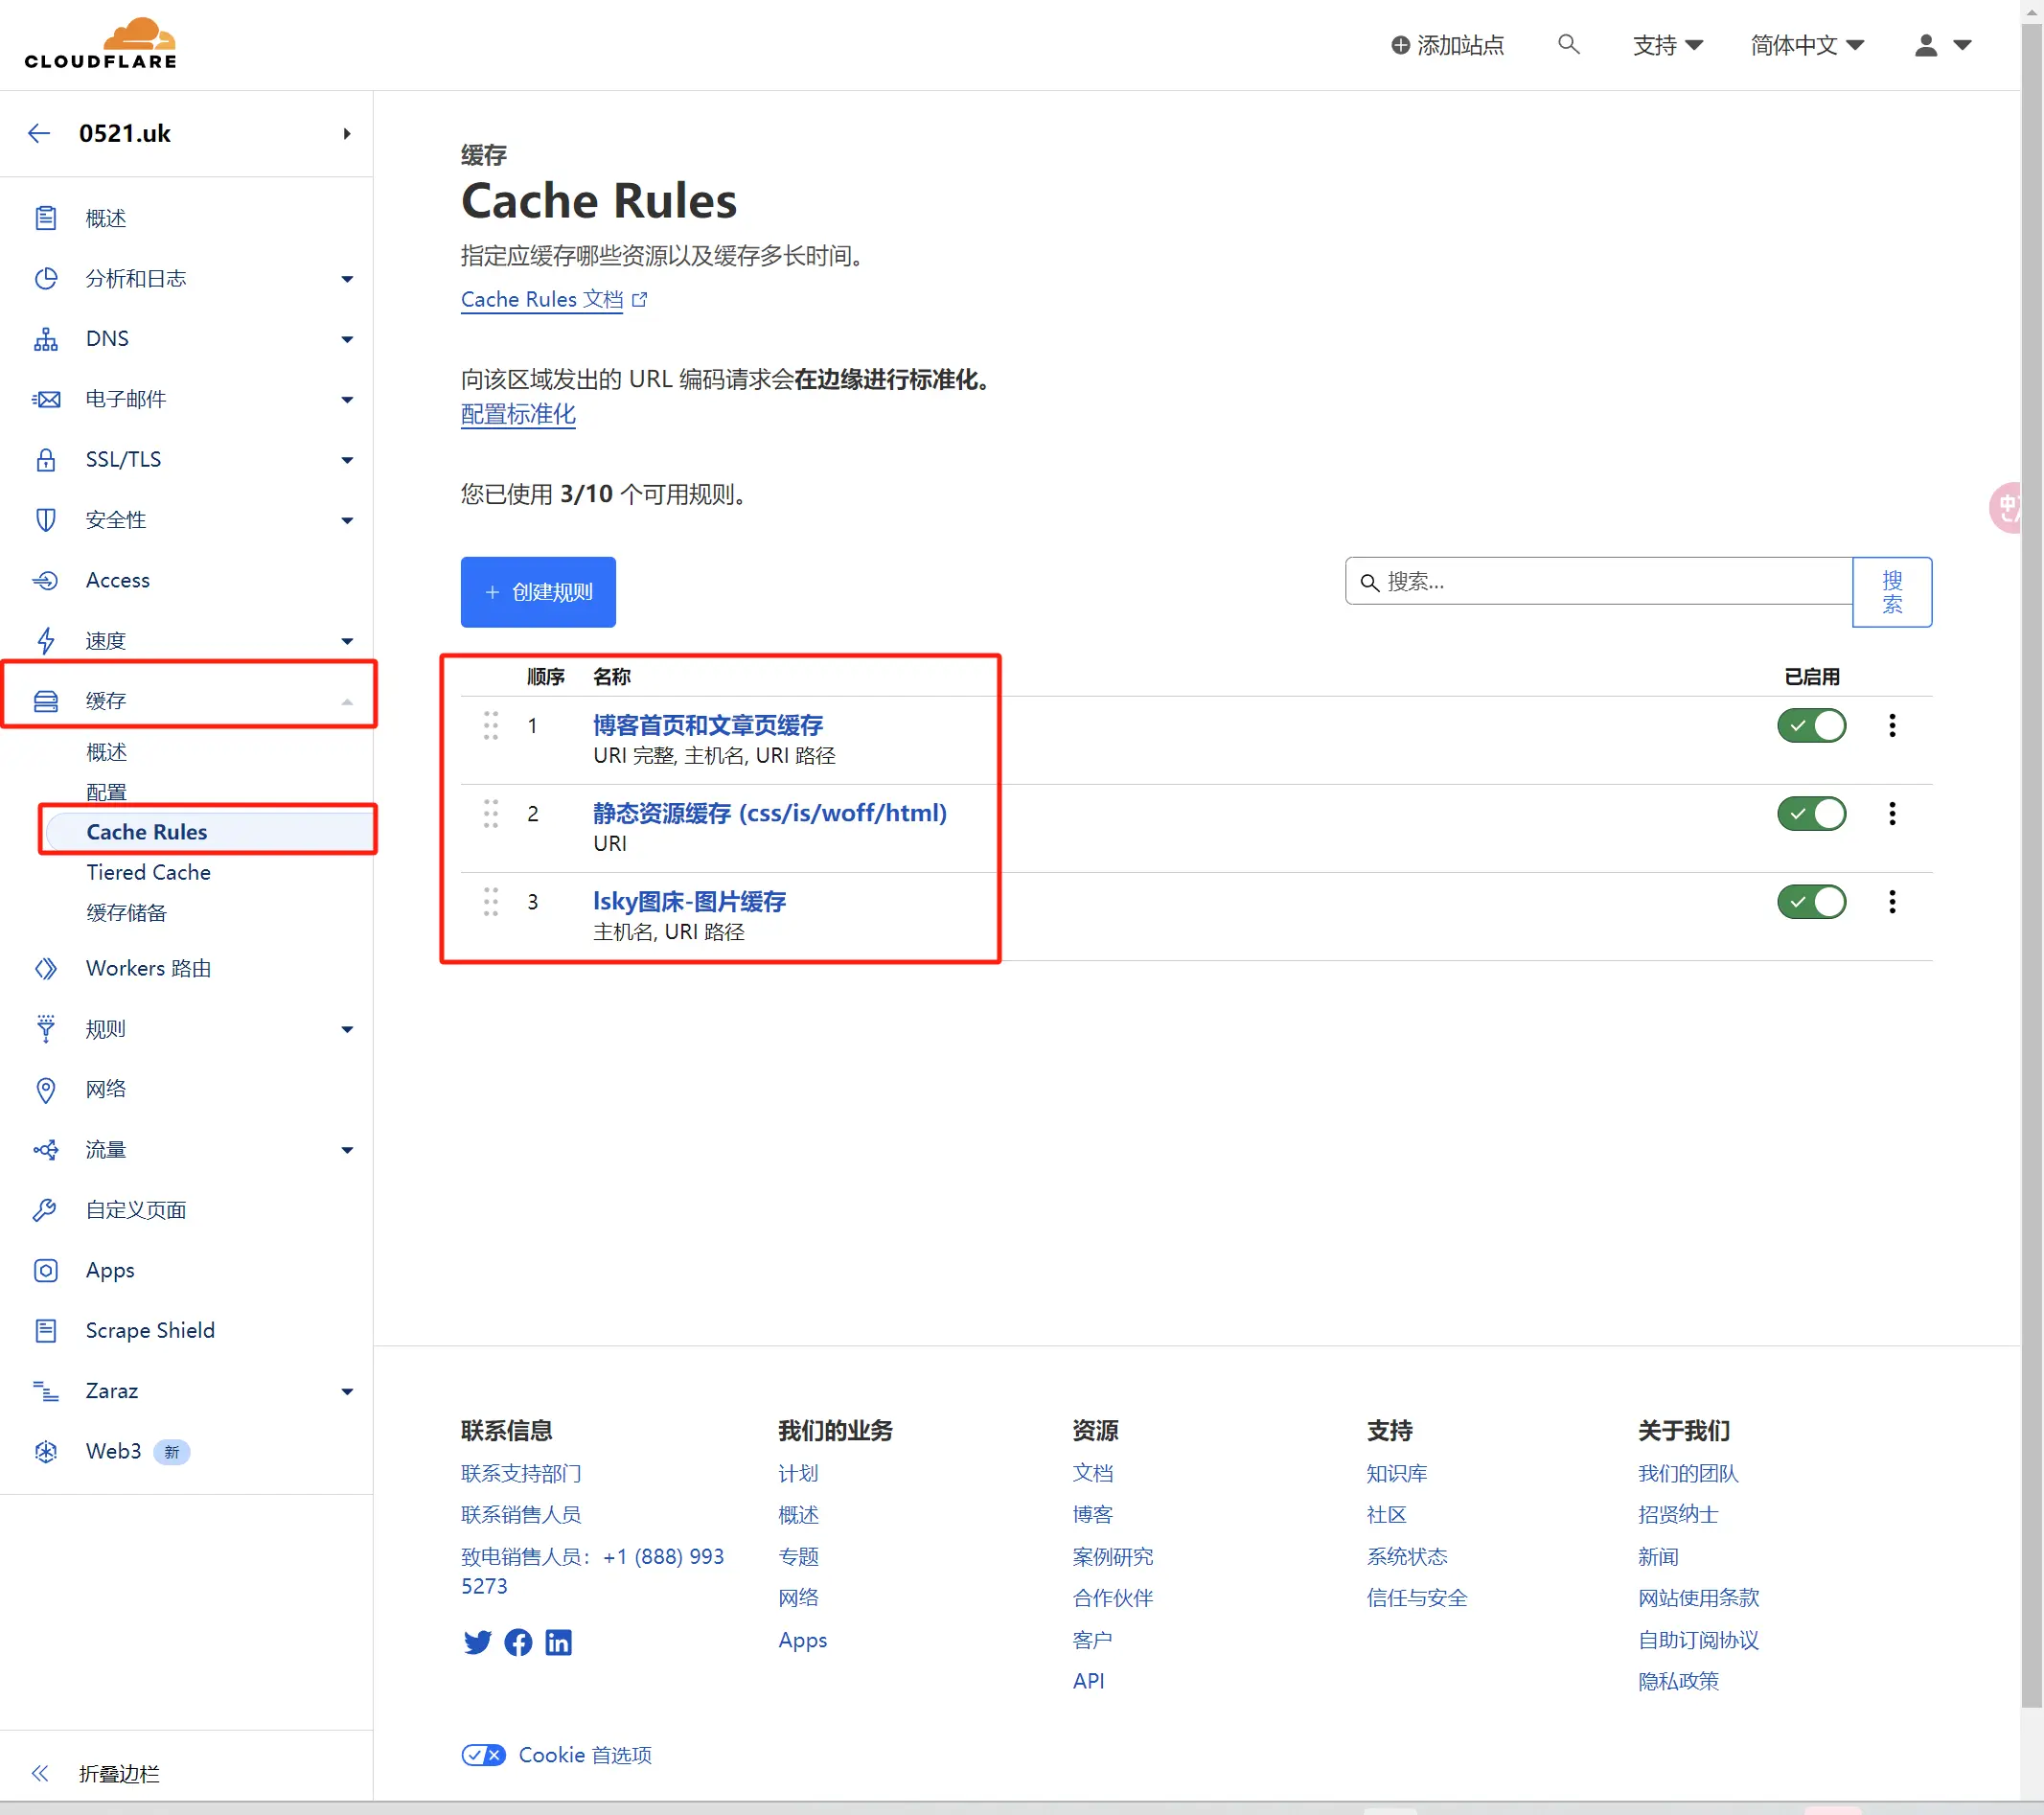 CLOUDFLARE
添加站点
支持
简体中文
0521.uk
概述
分析和日志
DNS
电子邮件
SSL/TLS
安全性
Access
速度
缓存
概述
配置
Cache Rules
Tiered Cache
缓存储备
Workers 路由
规则
网络
流量
自定义页面
Apps
Scrape Shield
Zaraz
Web3 新
折叠边栏
缓存
Cache Rules
指定应缓存哪些资源以及缓存多长时间。
Cache Rules 文档
向该区域发出的 URL 编码请求会在边缘进行标准化。
配置标准化
您已使用 3/10 个可用规则。
+ 创建规则
搜索...
搜
索
顺序 名称 已启用
1 博客首页和文章页缓存
URI 完整, 主机名, URI 路径
2 静态资源缓存 (css/is/woff/html)
URI
3 lsky图床-图片缓存
主机名, URI 路径
联系信息
联系支持部门
联系销售人员
致电销售人员：+1 (888) 993
5273
我们的业务
计划
概述
专题
网络
Apps
资源
文档
博客
案例研究
合作伙伴
客户
API
支持
知识库
社区
系统状态
信任与安全
关于我们
我们的团队
招贤纳士
新闻
网站使用条款
自助订阅协议
隐私政策
Cookie 首选项
中